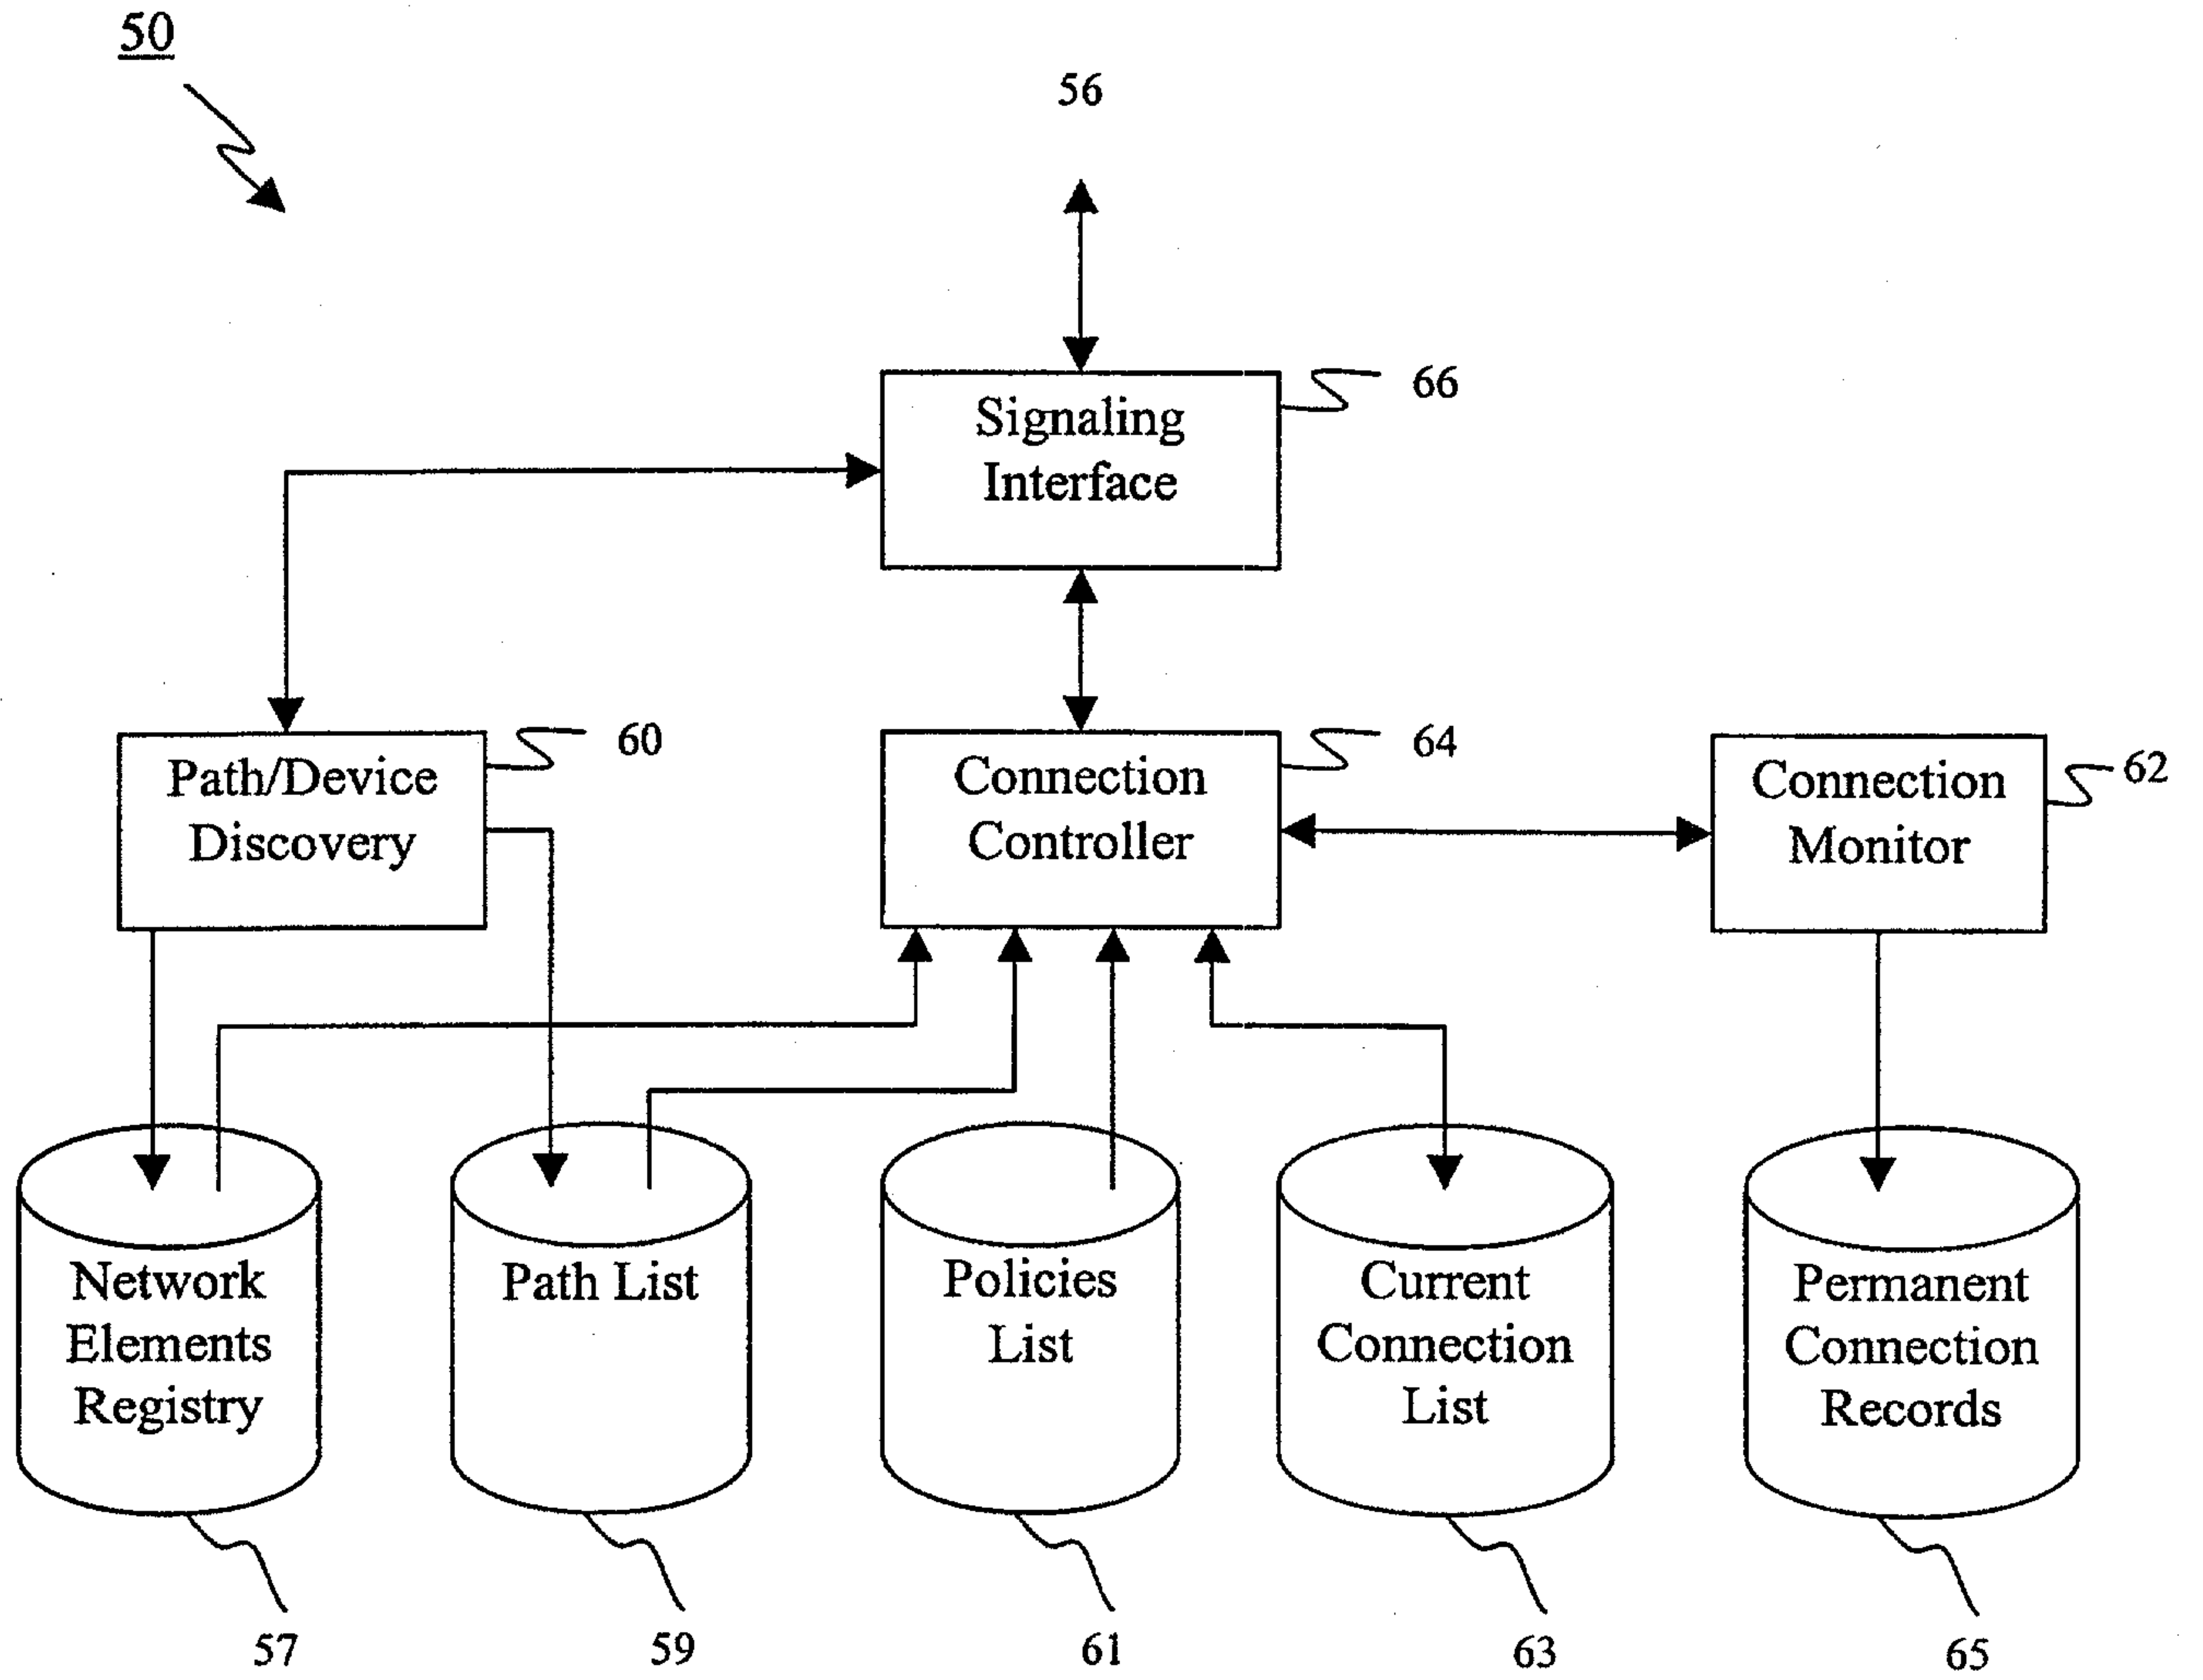 50
56
66
Signaling
Interface
60
Path/Device
Discovery
64
Connection
Controller
62
Connection
Monitor
Network
Elements
Registry
Path List
Policies
List
Current
Connection
List
Permanent
Connection
Records
57
59
61
63
65